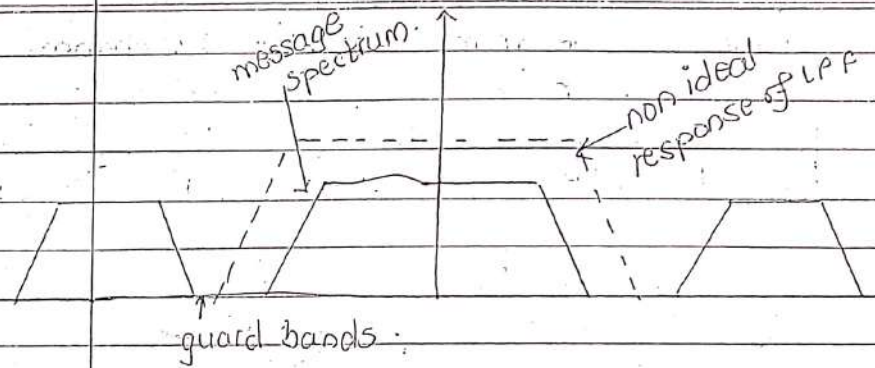 message
spectrum.
non ideal
response of LPF
guard bands.